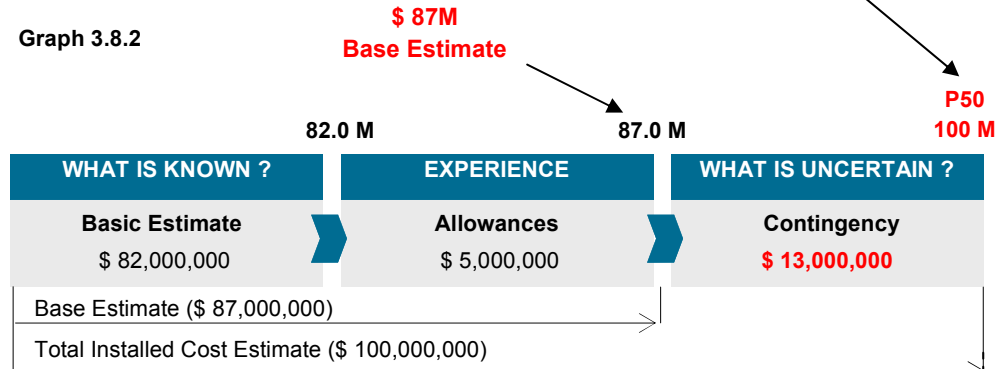 $ 87M
Graph 3.8.2
Base Estimate
P50
82.0 M 87.0 M 100 M
WHAT IS KNOWN ? EXPERIENCE WHAT IS UNCERTAIN ?
Basic Estimate Allowances Contingency
$ 82,000,000 $ 5,000,000 $ 13,000,000
Base Estimate ($ 87,000,000)
Total Installed Cost Estimate ($ 100,000,000)